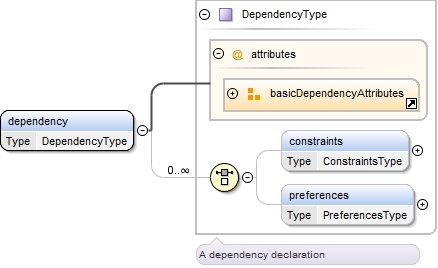 DependencyType
@ attributes
basicDependencyAttributes
dependency
Type DependencyType
0..∞
constraints
Type ConstraintsType
preferences
Type PreferencesType
A dependency declaration